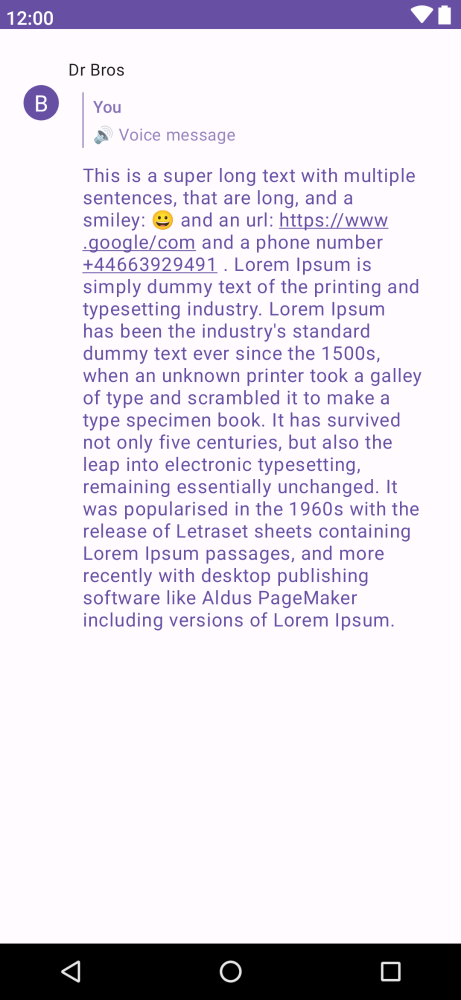 12:00
Dr Bros
B
You
🔊 Voice message
This is a super long text with multiple
sentences, that are long, and a
smiley: 😀 and an url: https://www
.google/com and a phone number
+44663929491 . Lorem Ipsum is
simply dummy text of the printing and
typesetting industry. Lorem Ipsum
has been the industry's standard
dummy text ever since the 1500s,
when an unknown printer took a galley
of type and scrambled it to make a
type specimen book. It has survived
not only five centuries, but also the
leap into electronic typesetting,
remaining essentially unchanged. It
was popularised in the 1960s with the
release of Letraset sheets containing
Lorem Ipsum passages, and more
recently with desktop publishing
software like Aldus PageMaker
including versions of Lorem Ipsum.